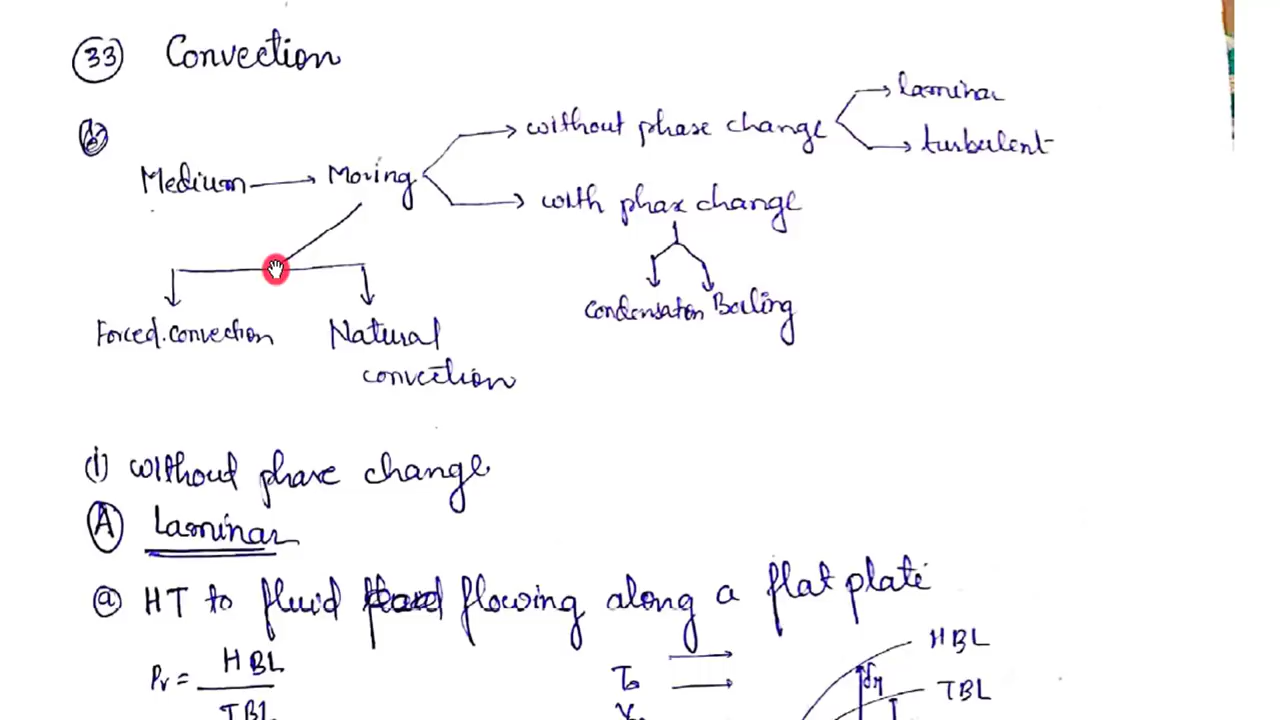 33 Convection
without phase change
laminar
turbulent
Medium Moving
with phase change
Condensation Boiling
Forced. convection
Natural
convection
(1) without phase change
A Laminar
a HT to fluid flowing along a flat plate
Pr = HBL
TBL
HBL
TBL